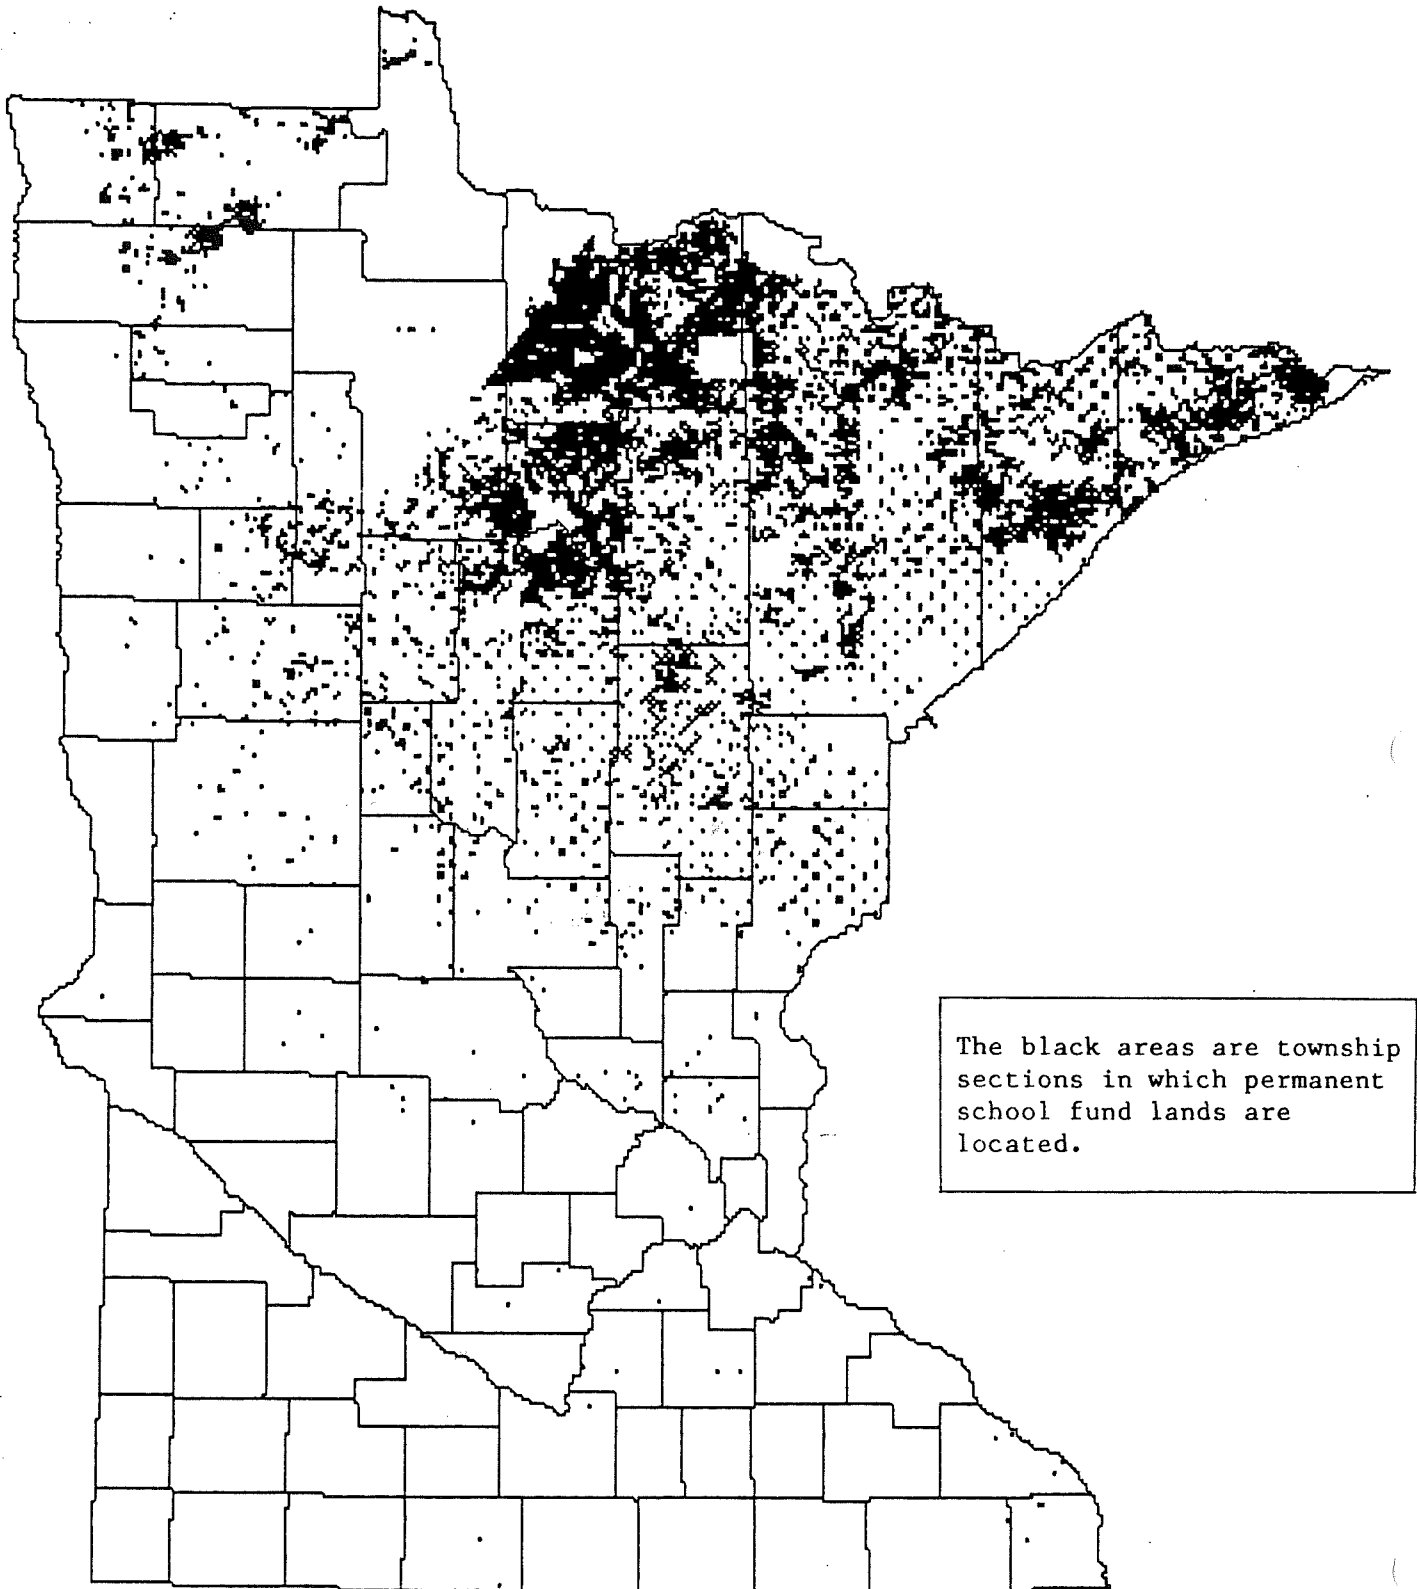 The black areas are township
sections in which permanent
school fund lands are
located.